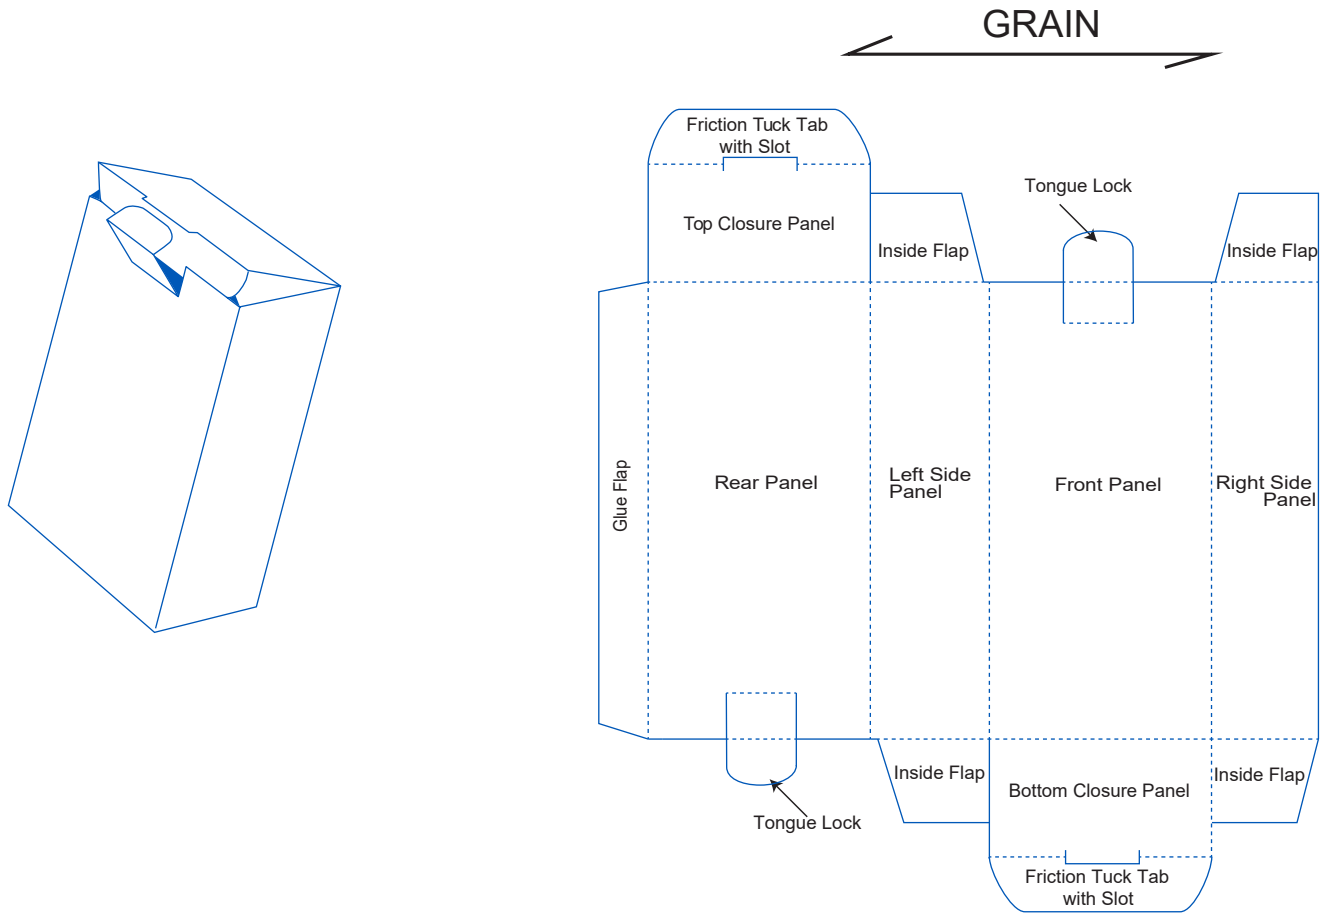 GRAIN
Friction Tuck Tab
with Slot
Tongue Lock
Top Closure Panel
Inside Flap
Inside Flap
Glue Flap
Rear Panel
Left Side
Panel
Front Panel
Right Side
Panel
Inside Flap
Inside Flap
Bottom Closure Panel
Tongue Lock
Friction Tuck Tab
with Slot